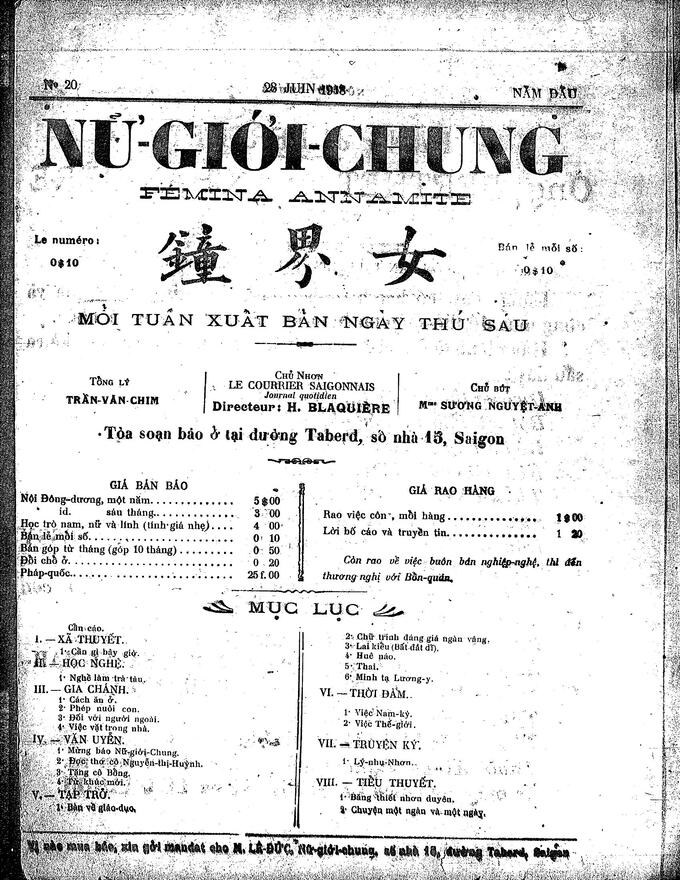 No 20
28 JUIN 1918
NĂM ĐẦU
NỮ-GIỚI-CHUNG
FÉMINA ANNAMITE
Le numéro:
0$10
鐘 界 女
Bán lẻ mỗi số:
0$10
MỖI TUẦN XUẤT BẢN NGÀY THỨ SÁU
TỔNG LÝ
TRẦN-VĂN-CHIM
CHỦ NHƠN
LE COURRIER SAIGONNAIS
Journal quotidien
Directeur: H. BLAQUIÈRE
CHỦ BÚT
Mme SƯƠNG NGUYỆT-ANH
Tòa soạn báo ở tại đường Taberd, số nhà 15, Saigon
GIÁ BÁN BÁO
Nội Đông-dương, một năm............ 5$00
id. sáu tháng............ 3 00
Học trò nam, nữ và lính (tính giá nhẹ).... 4 00
Bán lẻ mỗi số............ 0 10
Bán góp từ tháng (góp 10 tháng)............ 0 50
Đổi chỗ ở............ 0 20
Pháp-quốc............ 25 f. 00
GIÁ RAO HÀNG
Rao việc côn, mỗi hàng............ 1$00
Lời bố cáo và truyền tin............ 1 20
Còn rao về việc buôn bán nghiệp-nghệ, thì đến
thương nghị với Bổn-quán.
MỤC LỤC
Cẩn cáo.
I. — XÃ THUYẾT.
1· Cần gì bây giờ.
— HỌC NGHỀ.
1· Nghề làm trà tàu.
III. — GIA CHÁNH.
1· Cách ăn ở.
2· Phép nuôi con.
3· Đối với người ngoài.
4· Việc vặt trong nhà.
IV. — VĂN UYỂN.
1· Mừng báo Nữ-giới-Chung.
2· Đọc thơ cô Nguyễn-thị-Huỳnh.
3· Tặng cô Bồng.
4· Từ khúc mới.
V. — TẠP TRỞ.
1· Bàn về giáo-dục.
2· Chữ trinh đáng giá ngàn vàng.
3· Lai kiều (Bất đắt dĩ).
4· Huê náo.
5· Thai.
6· Minh tạ Lương-y.
VI. — THỜI ĐÀM.
1· Việc Nam-kỳ.
2· Việc Thế-giới.
VII. — TRUYỆN KÝ.
1· Lý-nhụ-Nhơn.
VIII. — TIỂU THUYẾT.
1· Băng thiết nhơn duyên.
2· Chuyện một ngàn và một ngày.
Vị nào mua báo, xin gởi mandat cho M. LÊ-ĐỨC, Nữ-giới-chung, số nhà 15, đường Taberd, Saigon